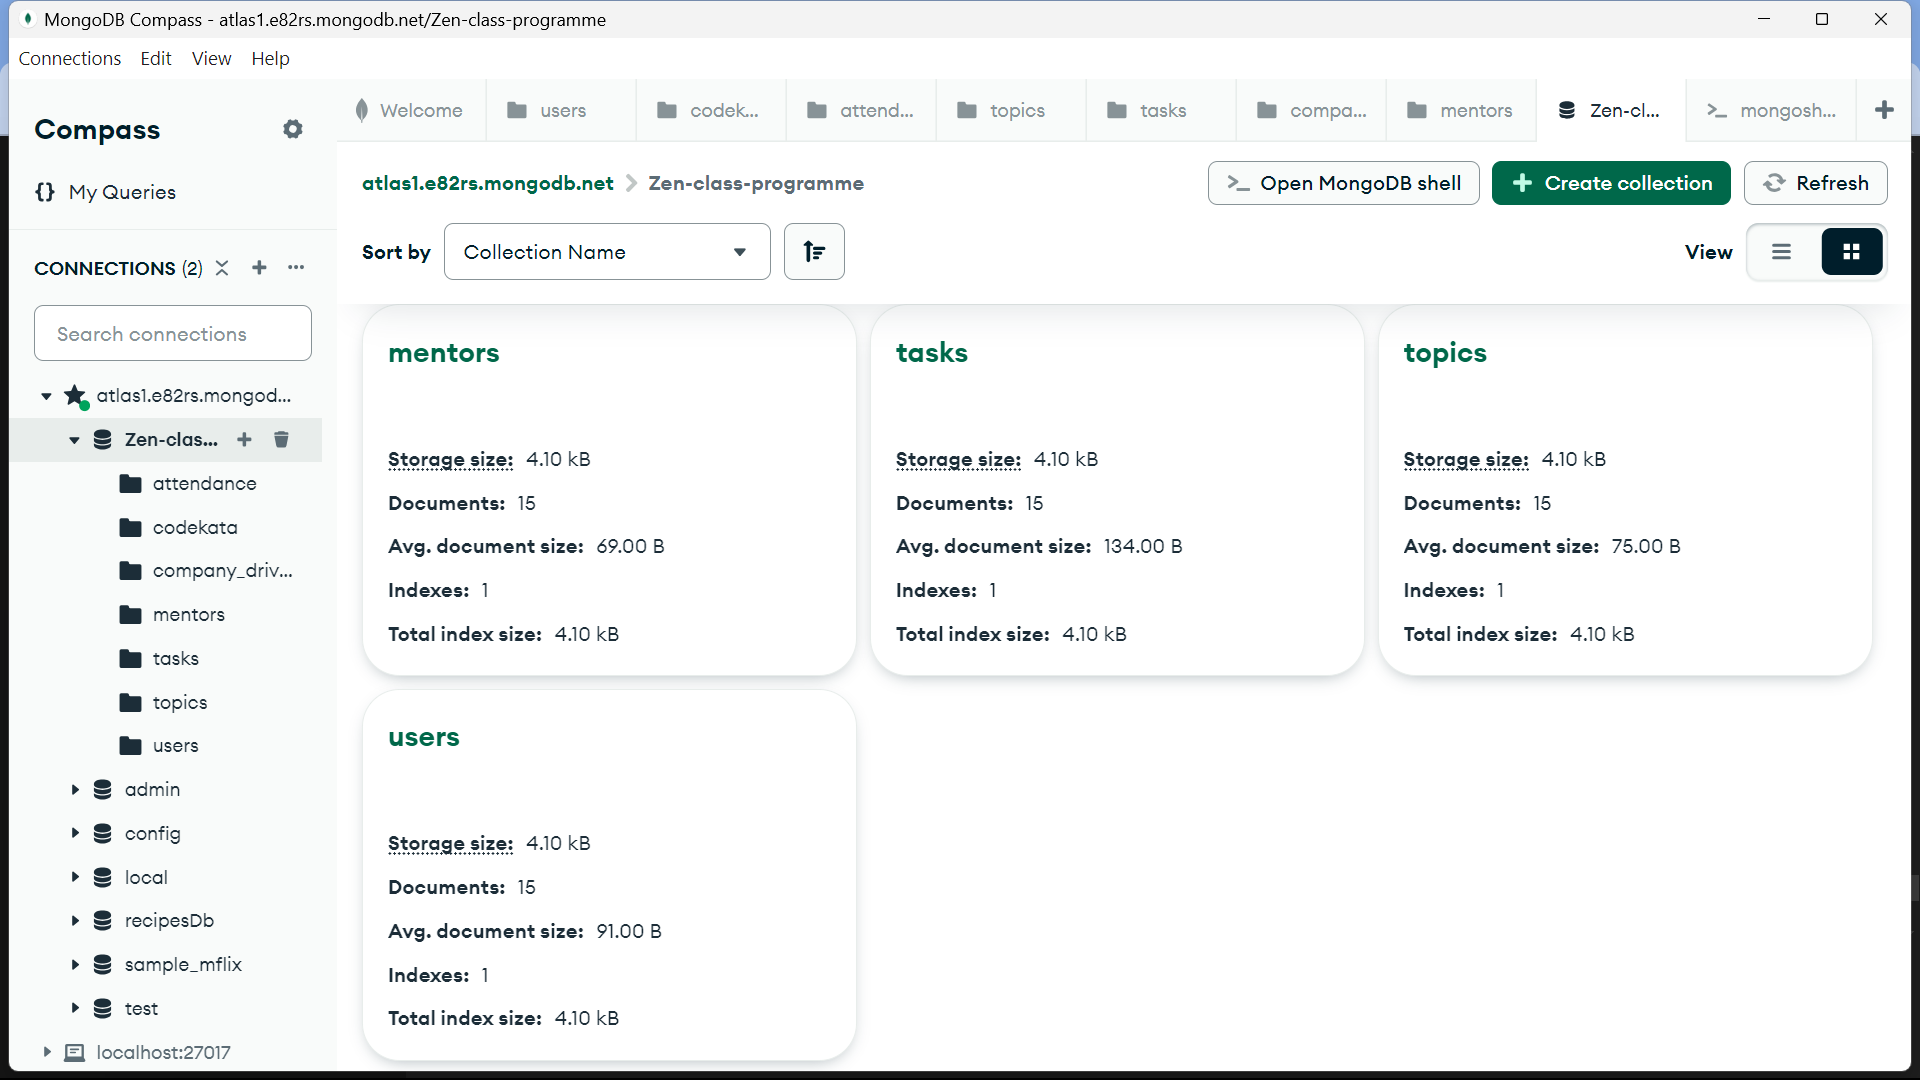 MongoDB Compass - atlas1.e82rs.mongodb.net/Zen-class-programme
Connections Edit View Help
Compass
{} My Queries
CONNECTIONS (2)
Search connections
atlas1.e82rs.mongod...
Zen-clas...
attendance
codekata
company_driv...
mentors
tasks
topics
users
admin
config
local
recipesDb
sample_mflix
test
localhost:27017
Welcome users codek... attend... topics tasks compa... mentors Zen-cl... mongosh...
atlas1.e82rs.mongodb.net > Zen-class-programme
Open MongoDB shell
Create collection
Refresh
Sort by Collection Name
View
mentors
Storage size: 4.10 kB
Documents: 15
Avg. document size: 69.00 B
Indexes: 1
Total index size: 4.10 kB
tasks
Storage size: 4.10 kB
Documents: 15
Avg. document size: 134.00 B
Indexes: 1
Total index size: 4.10 kB
topics
Storage size: 4.10 kB
Documents: 15
Avg. document size: 75.00 B
Indexes: 1
Total index size: 4.10 kB
users
Storage size: 4.10 kB
Documents: 15
Avg. document size: 91.00 B
Indexes: 1
Total index size: 4.10 kB